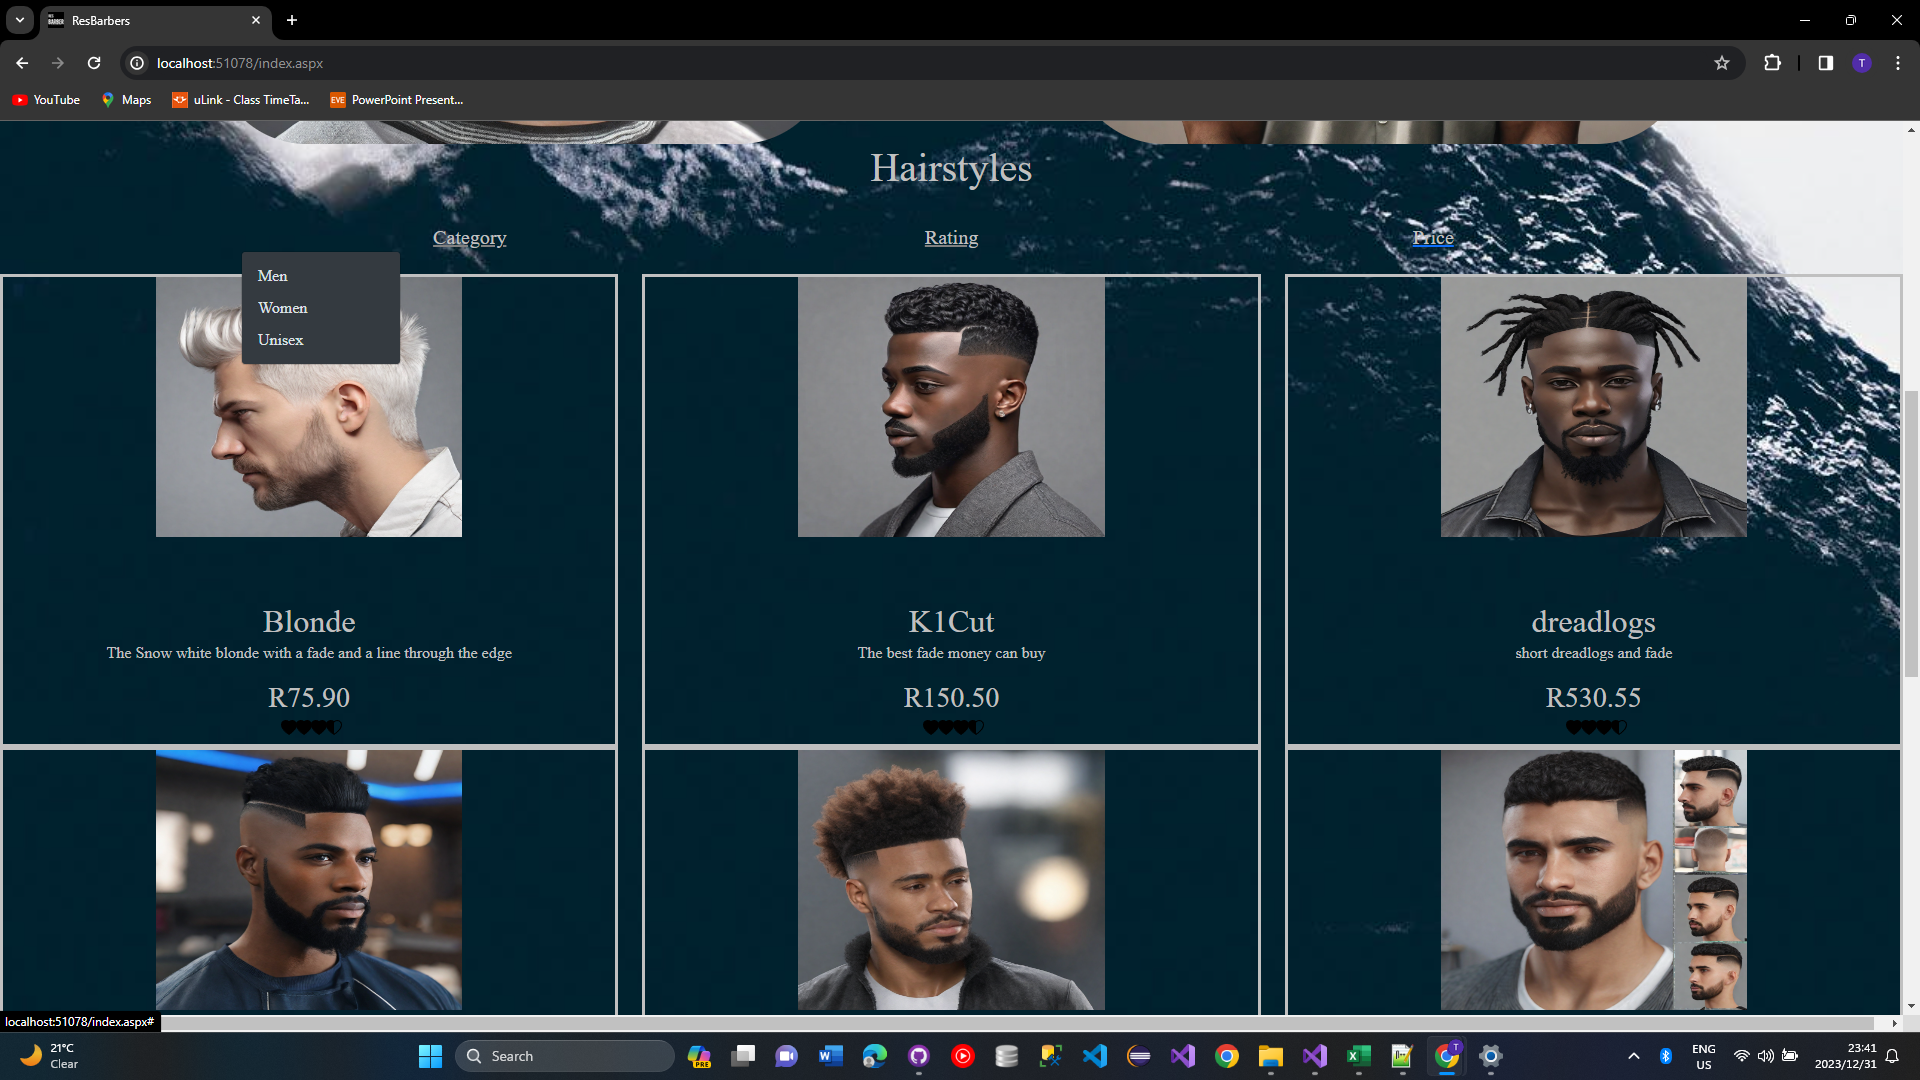 ResBarbers
localhost:51078/index.aspx
T
YouTube
Maps
uLink - Class TimeTa...
EVE
PowerPoint Present...
Hairstyles
Category
Rating
Price
Men
Women
Unisex
Blonde
K1Cut
dreadlogs
The Snow white blonde with a fade and a line through the edge
The best fade money can buy
short dreadlogs and fade
R75.90
R150.50
R530.55
localhost:51078/index.aspx#
21°C
Clear
Search
PRE
T
ENG
US
23:41
2023/12/31